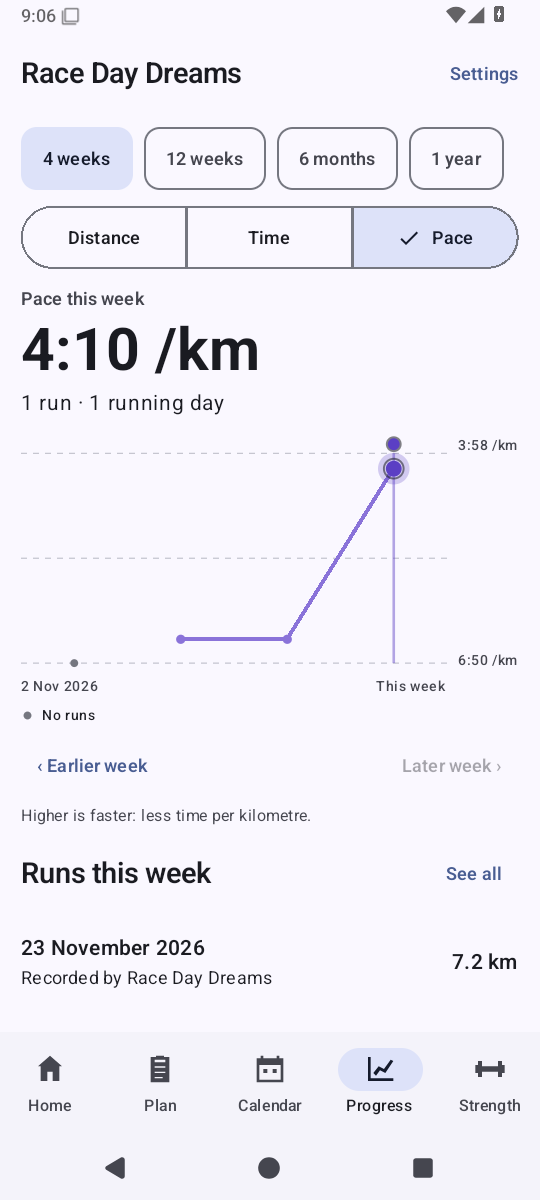 9:06
Race Day Dreams
Settings
4 weeks
12 weeks
6 months
1 year
Distance
Time
Pace
Pace this week
4:10 /km
1 run · 1 running day
3:58 /km
6:50 /km
2 Nov 2026
This week
No runs
‹ Earlier week
Later week ›
Higher is faster: less time per kilometre.
Runs this week
See all
23 November 2026
7.2 km
Recorded by Race Day Dreams
Home
Plan
Calendar
Progress
Strength